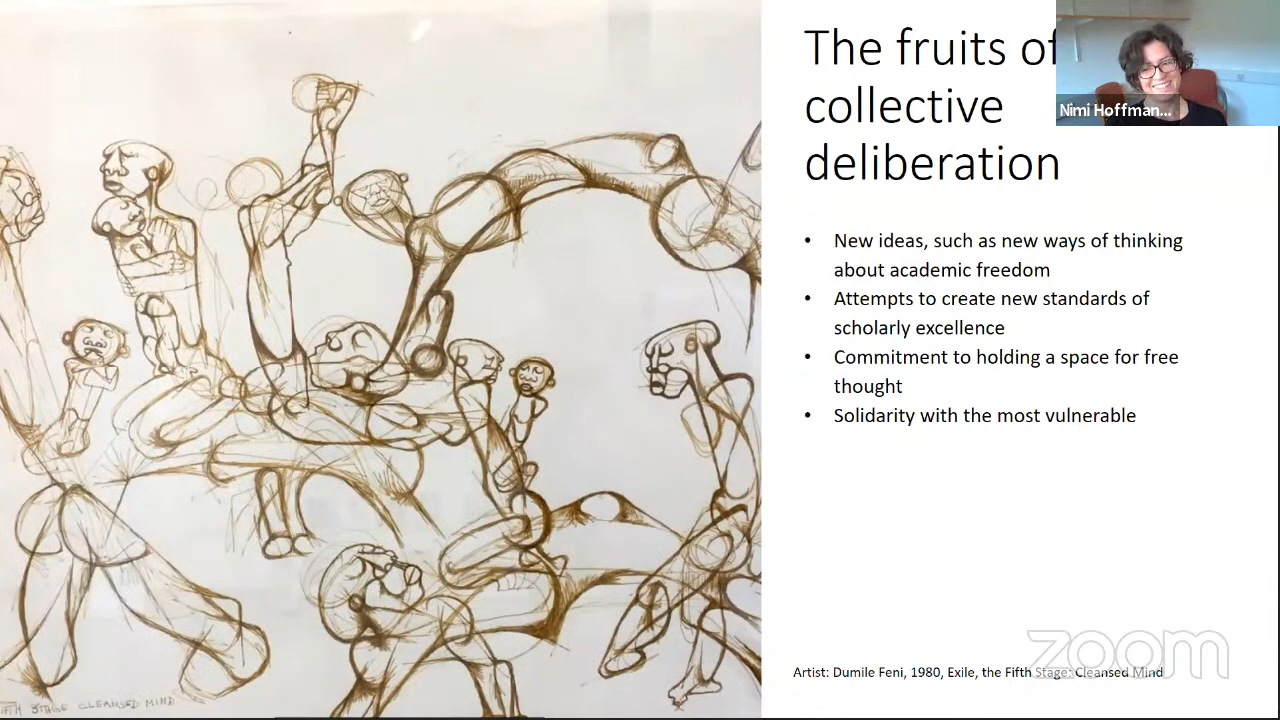 The fruits of
collective
deliberation
Nimi Hoffman...
• New ideas, such as new ways of thinking
about academic freedom
• Attempts to create new standards of
scholarly excellence
• Commitment to holding a space for free
thought
• Solidarity with the most vulnerable
zoom
Artist: Dumile Feni, 1980, Exile, the Fifth Stage: Cleansed Mind
STAGE CLEANSED MIND